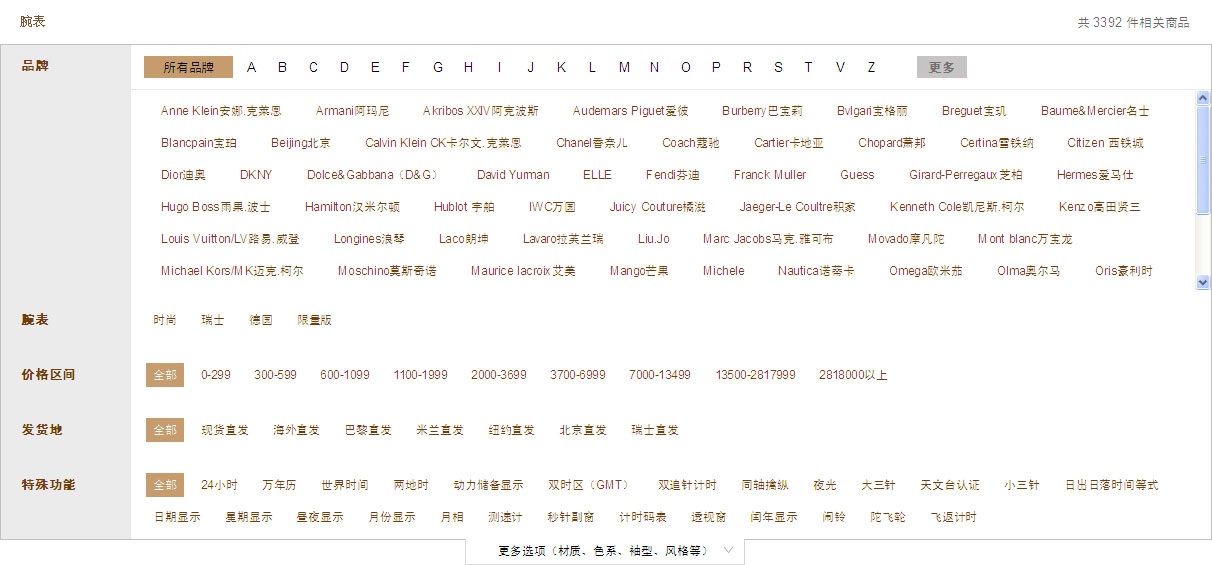 腕表 共 3392 件相关商品
品牌 所有品牌 A B C D E F G H I J K L M N O P R S T V Z 更多
Anne Klein安娜.克莱恩 Armani阿玛尼 Akribos XXIV阿克波斯 Audemars Piguet爱彼 Burberry巴宝莉 Bvlgari宝格丽 Breguet宝玑 Baume&Mercier名士
Blancpain宝珀 Beijing北京 Calvin Klein CK卡尔文.克莱恩 Chanel香奈儿 Coach蔻驰 Cartier卡地亚 Chopard萧邦 Certina雪铁纳 Citizen 西铁城
Dior迪奥 DKNY Dolce&Gabbana（D&G） David Yurman ELLE Fendi芬迪 Franck Muller Guess Girard-Perregaux 芝柏 Hermes爱马仕
Hugo Boss雨果.波士 Hamilton汉米尔顿 Hublot 宇舶 IWC万国 Juicy Couture橘滋 Jaeger-Le Coultre积家 Kenneth Cole凯尼斯.柯尔 Kenzo高田贤三
Louis Vuitton/LV路易.威登 Longines浪琴 Laco朗坤 Lavaro拉芙兰瑞 Liu.Jo Marc Jacobs马克.雅可布 Movado摩凡陀 Mont blanc万宝龙
Michael Kors/MK迈克.柯尔 Moschino莫斯奇诺 Maurice lacroix 艾美 Mango芒果 Michele Nautica诺蒂卡 Omega欧米茄 Olma奥尔马 Oris豪利时
腕表 时尚 瑞士 德国 限量版
价格区间 全部 0-299 300-599 600-1099 1100-1999 2000-3699 3700-6999 7000-13499 13500-2817999 2818000以上
发货地 全部 现货直发 海外直发 巴黎直发 米兰直发 纽约直发 北京直发 瑞士直发
特殊功能 全部 24小时 万年历 世界时间 两地时 动力储备显示 双时区（GMT） 双追针计时 同轴擒纵 夜光 大三针 天文台认证 小三针 日出日落时间等式
日期显示 星期显示 昼夜显示 月份显示 月相 测速计 秒针副窗 计时码表 透视窗 闰年显示 闹铃 陀飞轮 飞返计时
更多选项（材质、色系、袖型、风格等）